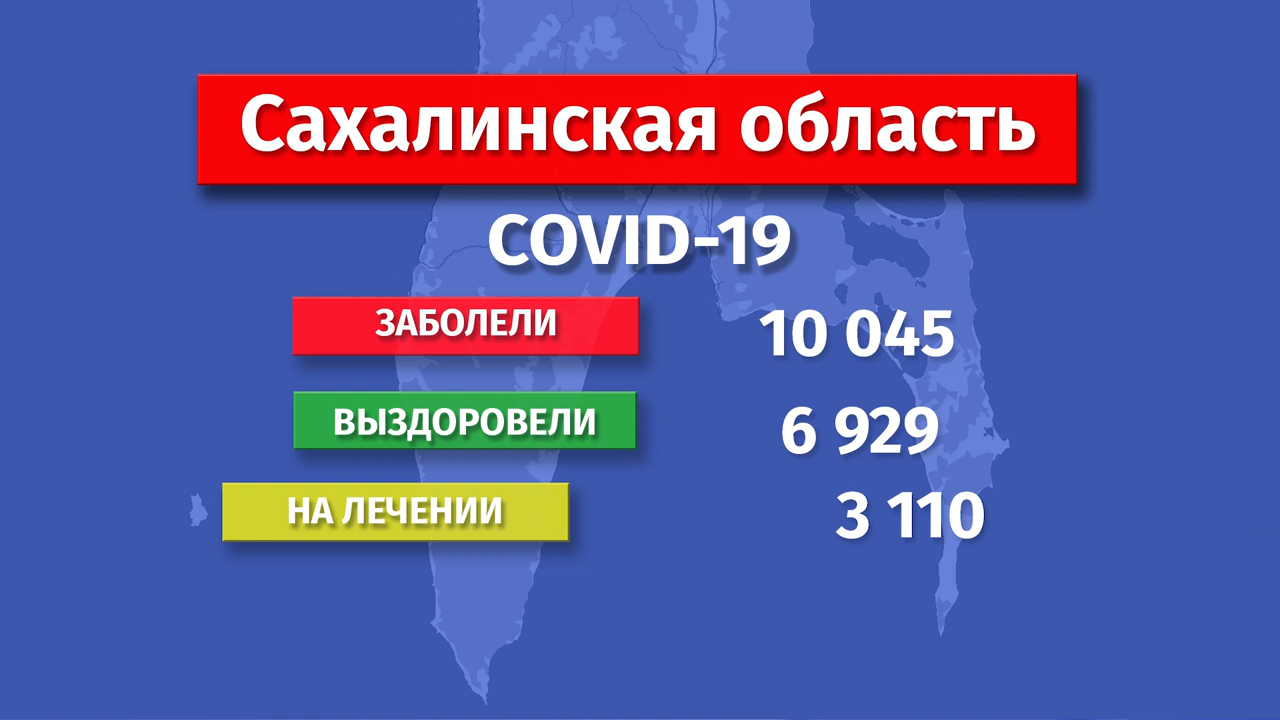 Сахалинская область
COVID-19
ЗАБОЛЕЛИ 10 045
ВЫЗДОРОВЕЛИ 6 929
НА ЛЕЧЕНИИ 3 110